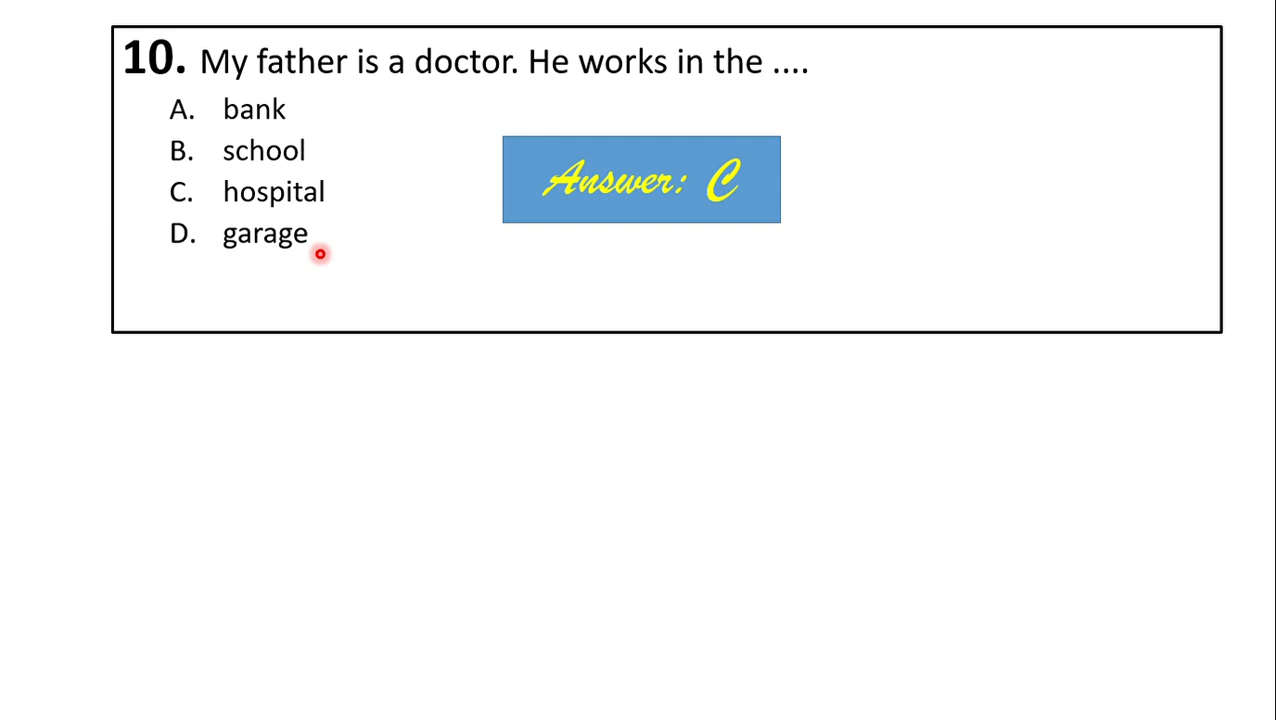 10. My father is a doctor. He works in the ....
A. bank
B. school
C. hospital
D. garage
Answer: C